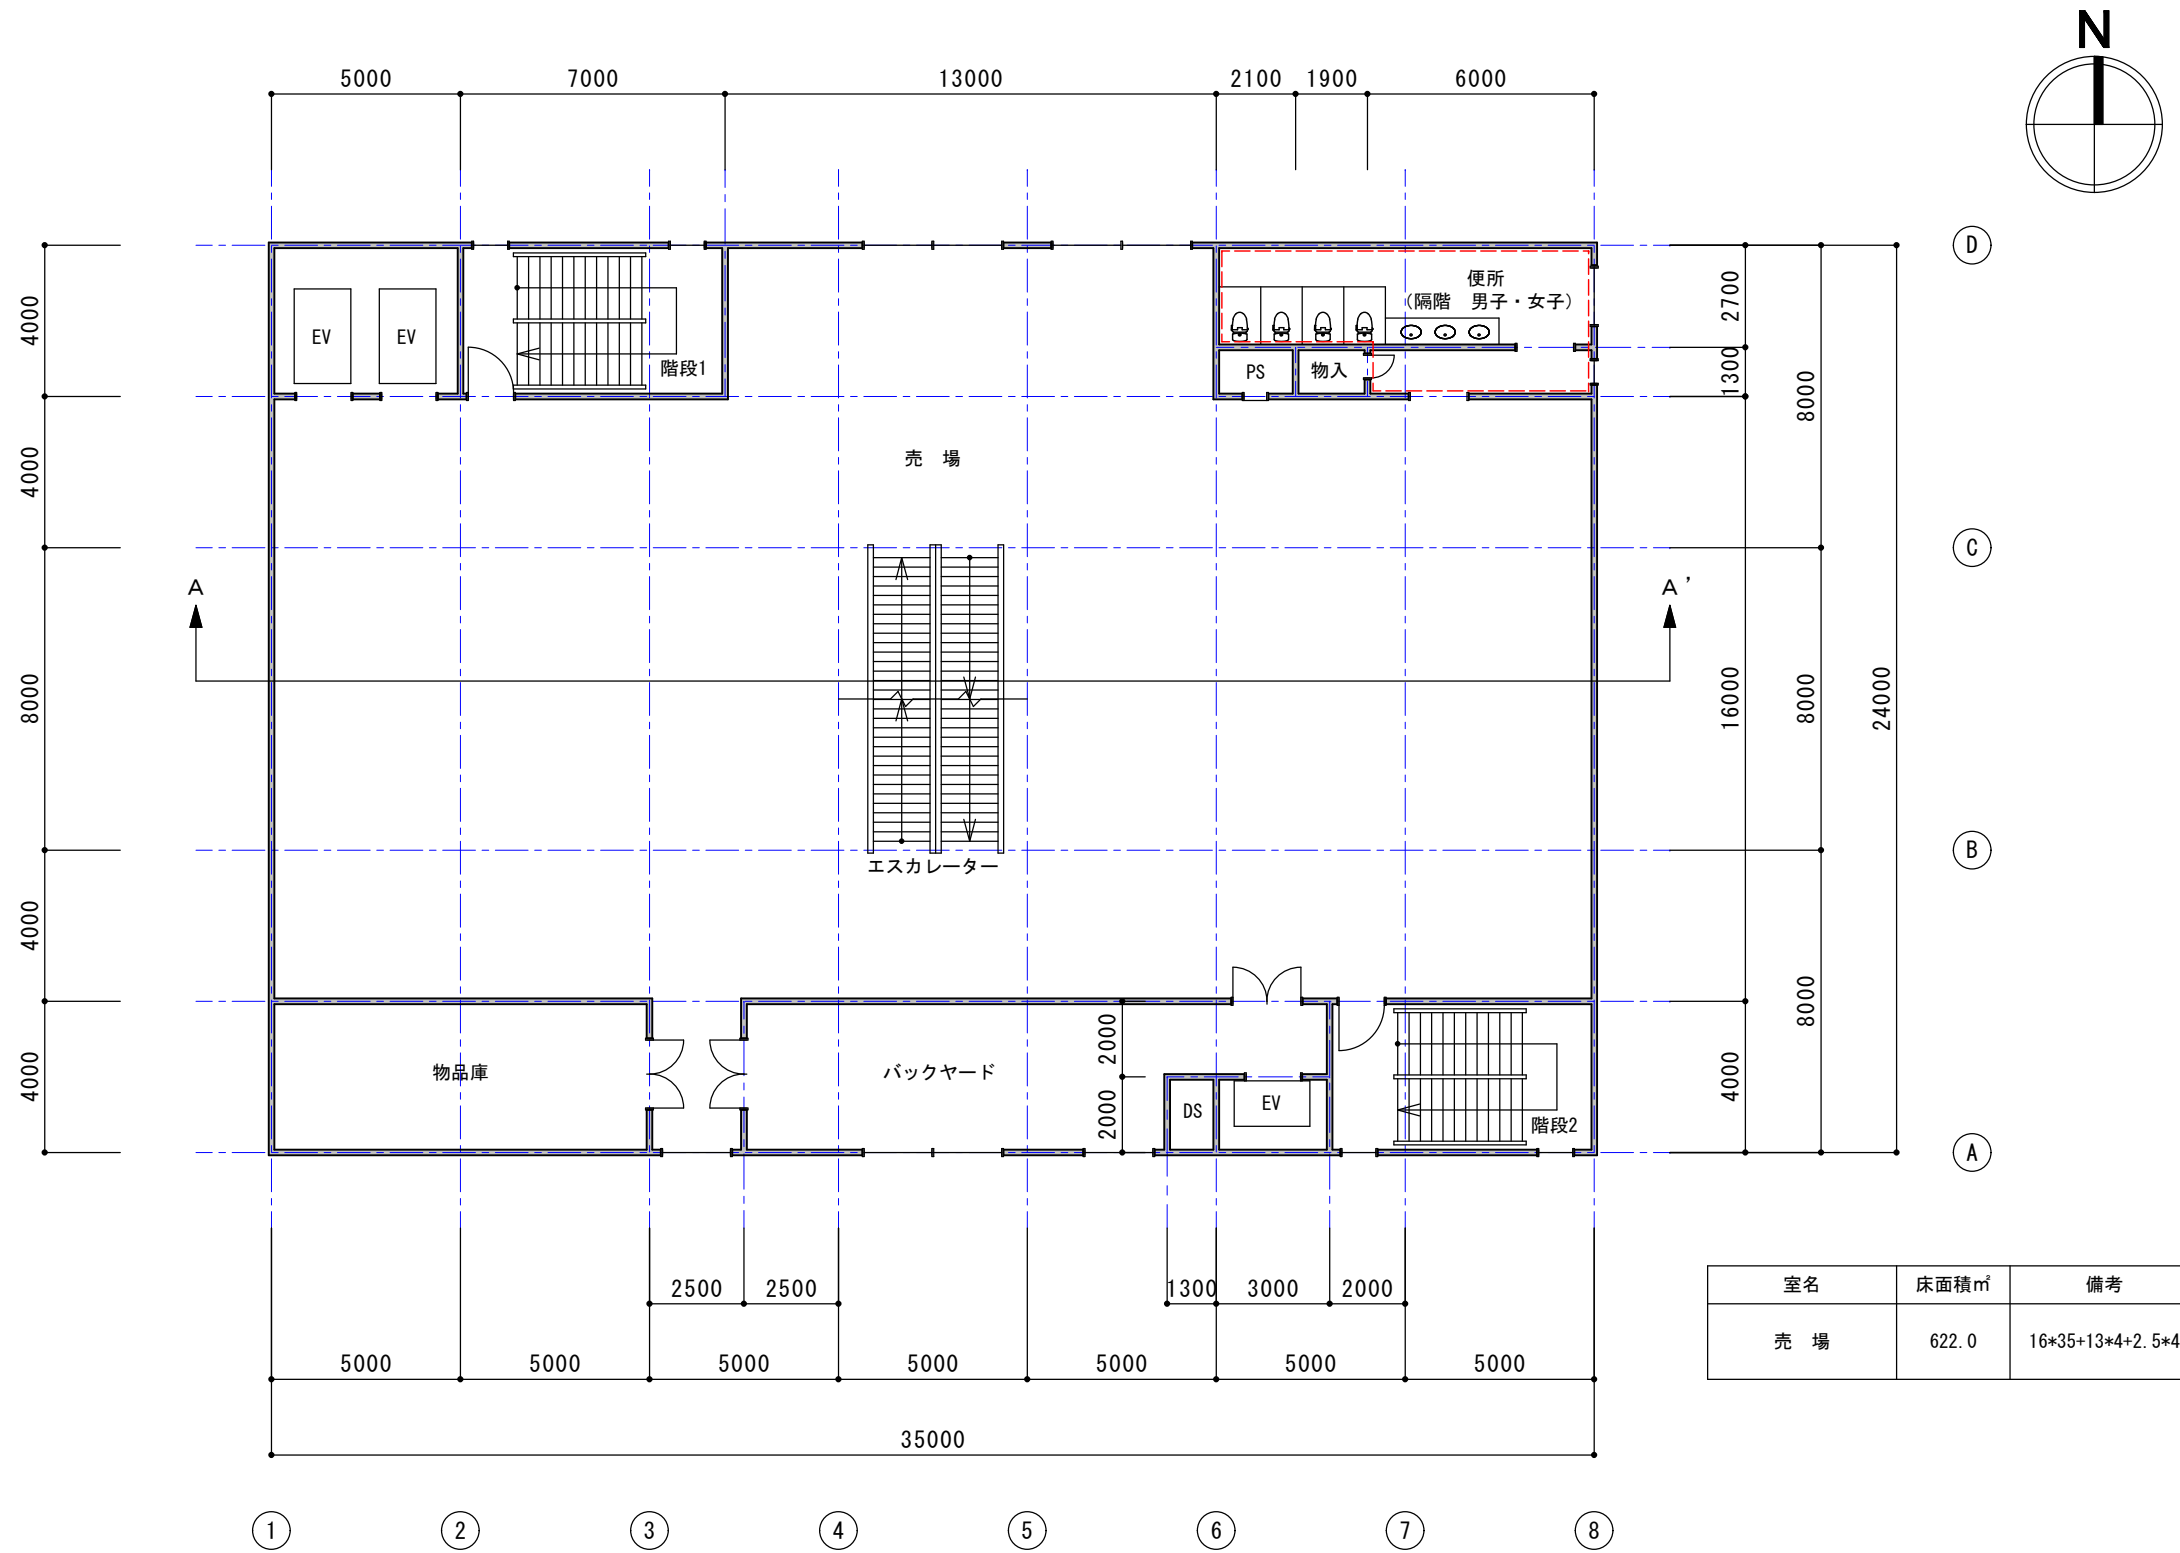 N
5000 7000 13000 2100 1900 6000
D
便所
(隔階 男子・女子)
EV EV
階段1
PS 物入
4000 4000 8000 4000 4000
2700 1300 16000 4000
8000 8000 8000
24000
売 場
C
A A'
B
エスカレーター
物品庫
バックヤード
2000
2000
DS EV
階段2
A
2500 2500 1300 3000 2000
5000 5000 5000 5000 5000 5000 5000
35000
室名 床面積㎡ 備考
売 場 622.0 16*35+13*4+2.5*4
1 2 3 4 5 6 7 8